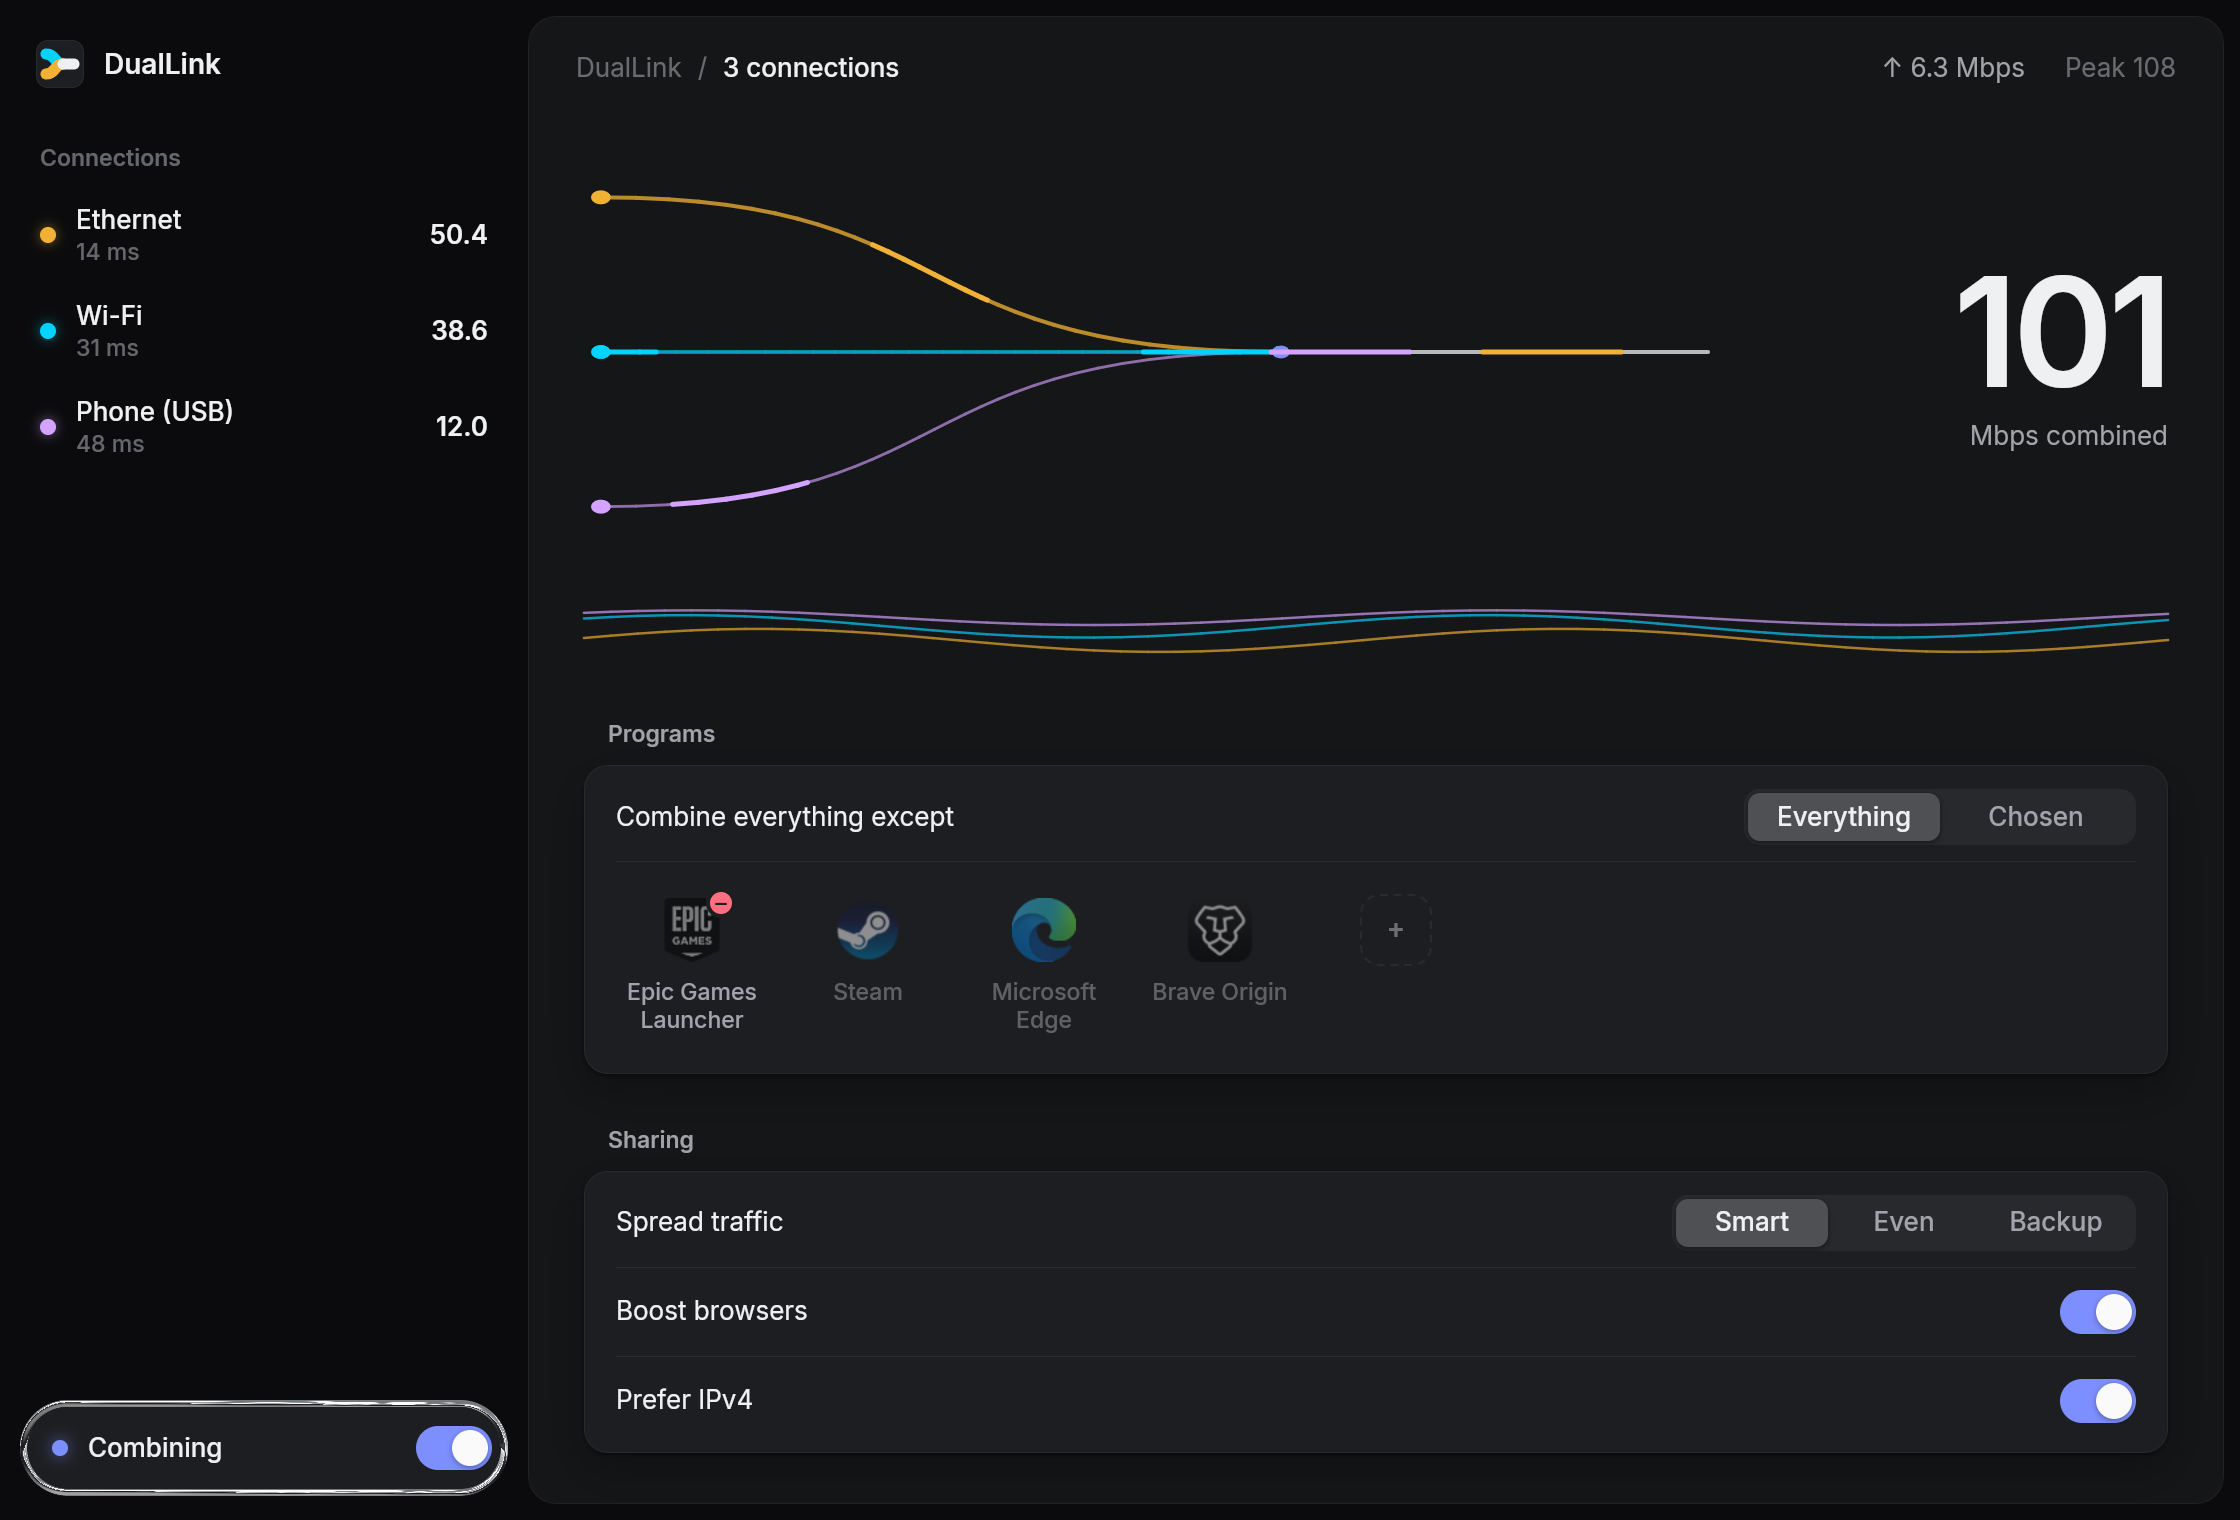 DualLink
Connections
Ethernet
14 ms
50.4
Wi-Fi
31 ms
38.6
Phone (USB)
48 ms
12.0
Combining
DualLink / 3 connections
↑ 6.3 Mbps
Peak 108
101
Mbps combined
Programs
Combine everything except
Everything
Chosen
EPIC
GAMES
Epic Games
Launcher
Steam
Microsoft
Edge
Brave Origin
+
Sharing
Spread traffic
Smart
Even
Backup
Boost browsers
Prefer IPv4